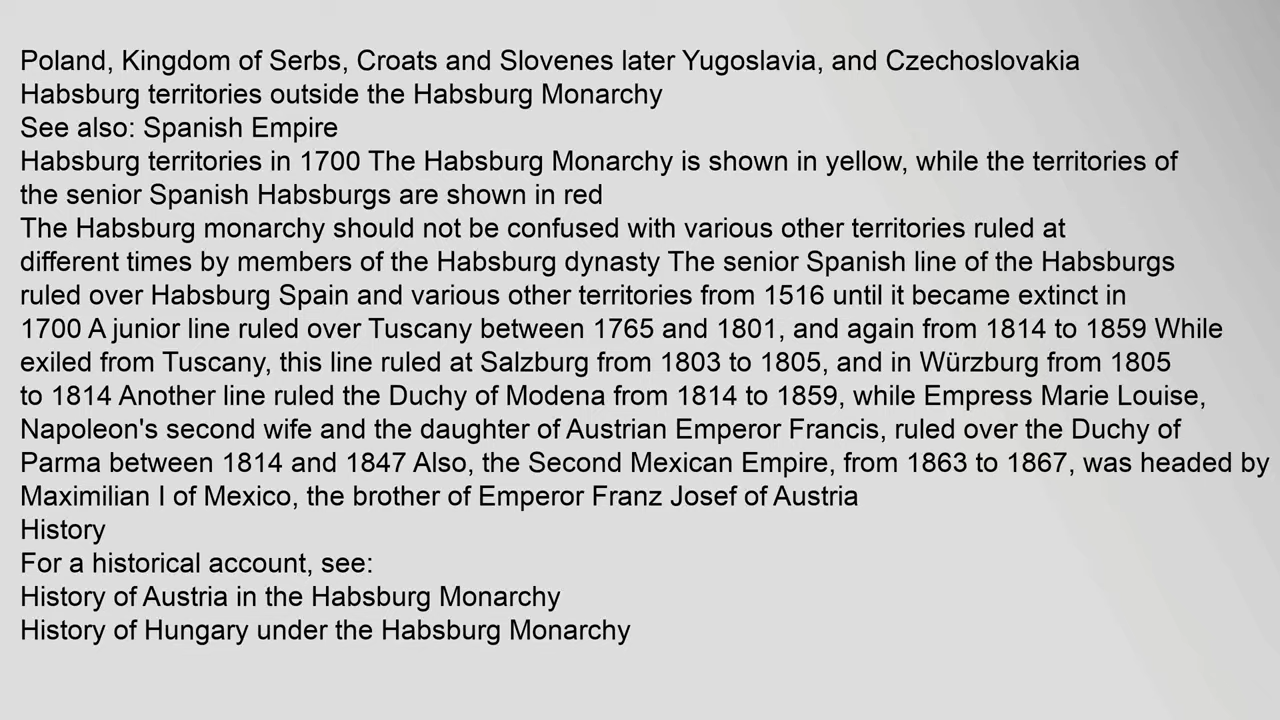 Poland, Kingdom of Serbs, Croats and Slovenes later Yugoslavia, and Czechoslovakia
Habsburg territories outside the Habsburg Monarchy
See also: Spanish Empire
Habsburg territories in 1700 The Habsburg Monarchy is shown in yellow, while the territories of
the senior Spanish Habsburgs are shown in red
The Habsburg monarchy should not be confused with various other territories ruled at
different times by members of the Habsburg dynasty The senior Spanish line of the Habsburgs
ruled over Habsburg Spain and various other territories from 1516 until it became extinct in
1700 A junior line ruled over Tuscany between 1765 and 1801, and again from 1814 to 1859 While
exiled from Tuscany, this line ruled at Salzburg from 1803 to 1805, and in Würzburg from 1805
to 1814 Another line ruled the Duchy of Modena from 1814 to 1859, while Empress Marie Louise,
Napoleon's second wife and the daughter of Austrian Emperor Francis, ruled over the Duchy of
Parma between 1814 and 1847 Also, the Second Mexican Empire, from 1863 to 1867, was headed by
Maximilian I of Mexico, the brother of Emperor Franz Josef of Austria
History
For a historical account, see:
History of Austria in the Habsburg Monarchy
History of Hungary under the Habsburg Monarchy